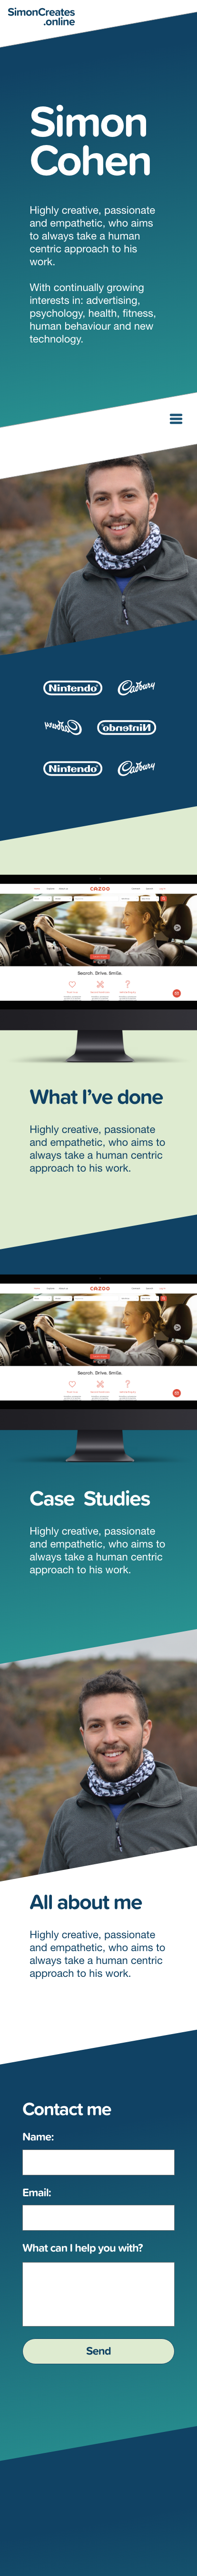 SimonCreates
.online
Simon
Cohen
Highly creative, passionate
and empathetic, who aims
to always take a human
centric approach to his
work.
With continually growing
interests in: advertising,
psychology, health, fitness,
human behaviour and new
technology.
Nintendo
Cadbury
Cadbury
Nintendo
Nintendo
Cadbury
CAZOO
Search. Drive. Smile.
What I've done
Highly creative, passionate
and empathetic, who aims to
always take a human centric
approach to his work.
CAZOO
Search. Drive. Smile.
Case Studies
Highly creative, passionate
and empathetic, who aims to
always take a human centric
approach to his work.
All about me
Highly creative, passionate
and empathetic, who aims to
always take a human centric
approach to his work.
Contact me
Name:
Email:
What can I help you with?
Send